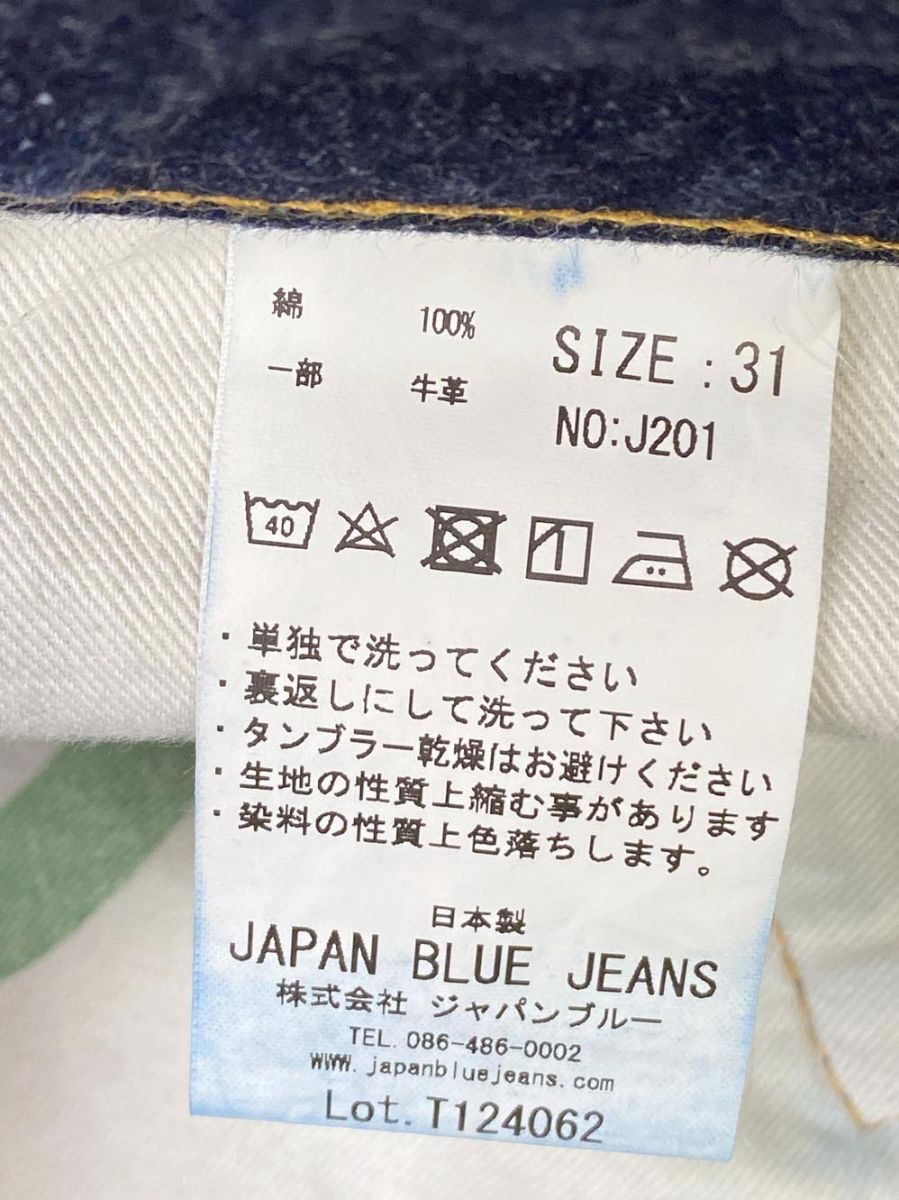 綿 100%
一部 牛革
SIZE : 31
NO:J201
40
・単独で洗ってください
・裏返しにして洗って下さい
・タンブラー乾燥はお避けください
・生地の性質上縮む事があります
・染料の性質上色落ちします。
日本製
JAPAN BLUE JEANS
株式会社 ジャパンブルー
TEL. 086-486-0002
www.japanbluejeans.com
Lot.T124062